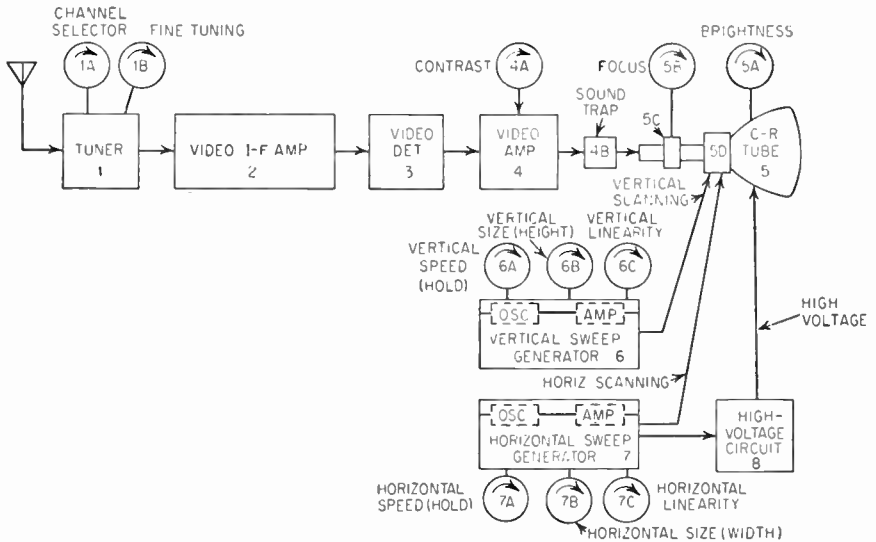 CHANNEL
SELECTOR
FINE TUNING
BRIGHTNESS
1A
1B
CONTRAST
4A
FOCUS
5B
5A
SOUND
TRAP
5C
TUNER
1
VIDEO I-F AMP
2
VIDEO
DET
3
VIDEO
AMP
4
4B
5D
C-R
TUBE
5
VERTICAL
SCANNING
VERTICAL
SIZE (HEIGHT)
VERTICAL
LINEARITY
VERTICAL
SPEED
(HOLD)
6A
6B
6C
OSC
AMP
VERTICAL SWEEP
GENERATOR 6
HIGH
VOLTAGE
HORIZ SCANNING
OSC
AMP
HORIZONTAL SWEEP
GENERATOR 7
HIGH-
VOLTAGE
CIRCUIT
8
HORIZONTAL
SPEED (HOLD)
7A
7B
7C
HORIZONTAL
LINEARITY
HORIZONTAL SIZE (WIDTH)